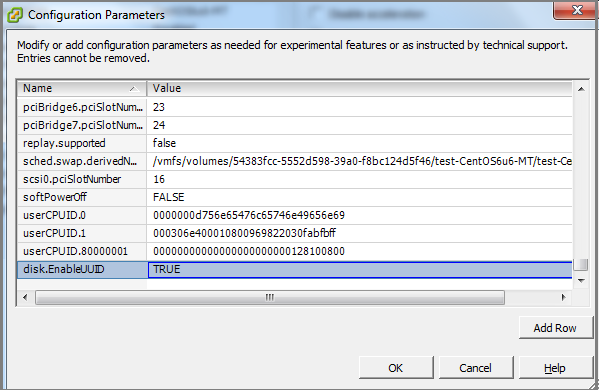 Configuration Parameters
Modify or add configuration parameters as needed for experimental features or as instructed by technical support.
Entries cannot be removed.
Name Value
pciBridge6.pciSlotNum... 23
pciBridge7.pciSlotNum... 24
replay.supported false
sched.swap.derivedN... /vmfs/volumes/54383fcc-5552d598-39a0-f8bc124d5f46/test-CentOS6u6-MT/test-Ce
scsi0.pciSlotNumber 16
softPowerOff FALSE
userCPUID.0 0000000d756e65476c65746e49656e69
userCPUID.1 000306e400010800969822030fabfbff
userCPUID.80000001 00000000000000000000000128100800
disk.EnableUUID TRUE
Add Row
OK Cancel Help